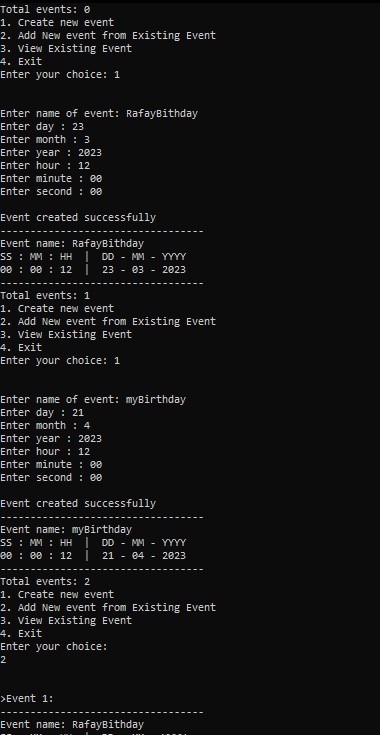 Total events: 0
1. Create new event
2. Add New event from Existing Event
3. View Existing Event
4. Exit
Enter your choice: 1
Enter name of event: RafayBithday
Enter day : 23
Enter month : 3
Enter year : 2023
Enter hour : 12
Enter minute : 00
Enter second : 00
Event created successfully
----------------------------------
Event name: RafayBithday
SS : MM : HH  |  DD - MM - YYYY
00 : 00 : 12  |  23 - 03 - 2023
----------------------------------
Total events: 1
1. Create new event
2. Add New event from Existing Event
3. View Existing Event
4. Exit
Enter your choice: 1
Enter name of event: myBirthday
Enter day : 21
Enter month : 4
Enter year : 2023
Enter hour : 12
Enter minute : 00
Enter second : 00
Event created successfully
----------------------------------
Event name: myBirthday
SS : MM : HH  |  DD - MM - YYYY
00 : 00 : 12  |  21 - 04 - 2023
----------------------------------
Total events: 2
1. Create new event
2. Add New event from Existing Event
3. View Existing Event
4. Exit
Enter your choice:
2
>Event 1:
----------------------------------
Event name: RafayBithday